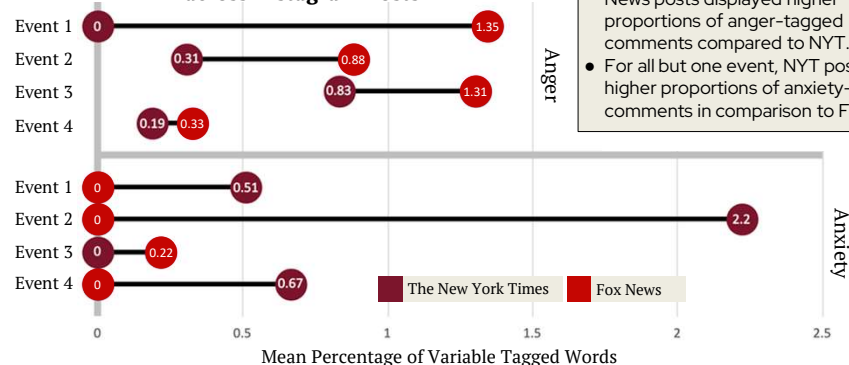 News posts displayed higher
proportions of anger-tagged
comments compared to NYT.
● For all but one event, NYT
higher proportions of anxiety-
comments in comparison to
Event 1
0
1.35
Event 2
0.31
0.88
Event 3
0.83
1.31
Event 4
0.19
0.33
Anger
Event 1
0
0.51
Event 2
0
2.2
Event 3
0
0.22
Event 4
0
0.67
Anxiety
The New York Times
Fox News
0
0.5
1
1.5
2
2.5
Mean Percentage of Variable Tagged Words